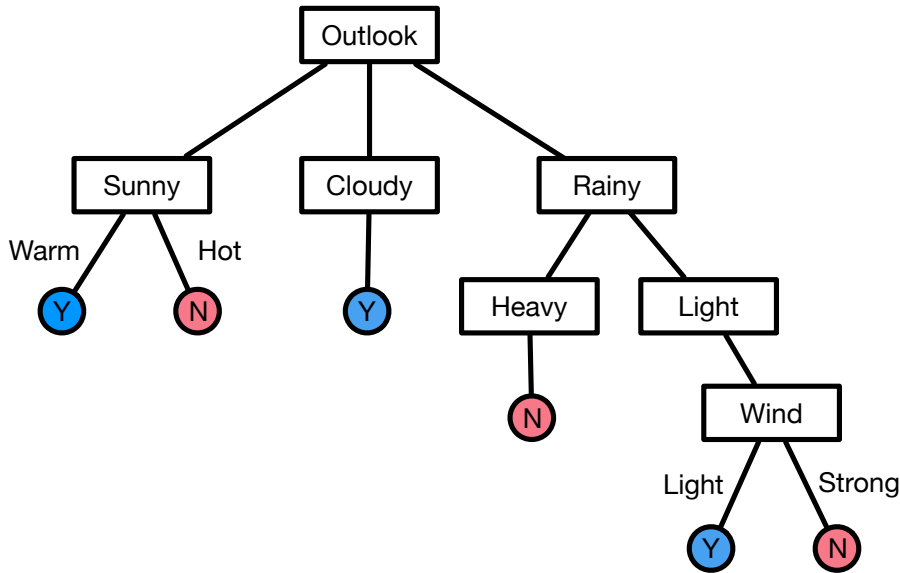 Outlook
Sunny
Cloudy
Rainy
Warm
Hot
Y
N
Y
Heavy
Light
N
Wind
Light
Strong
Y
N